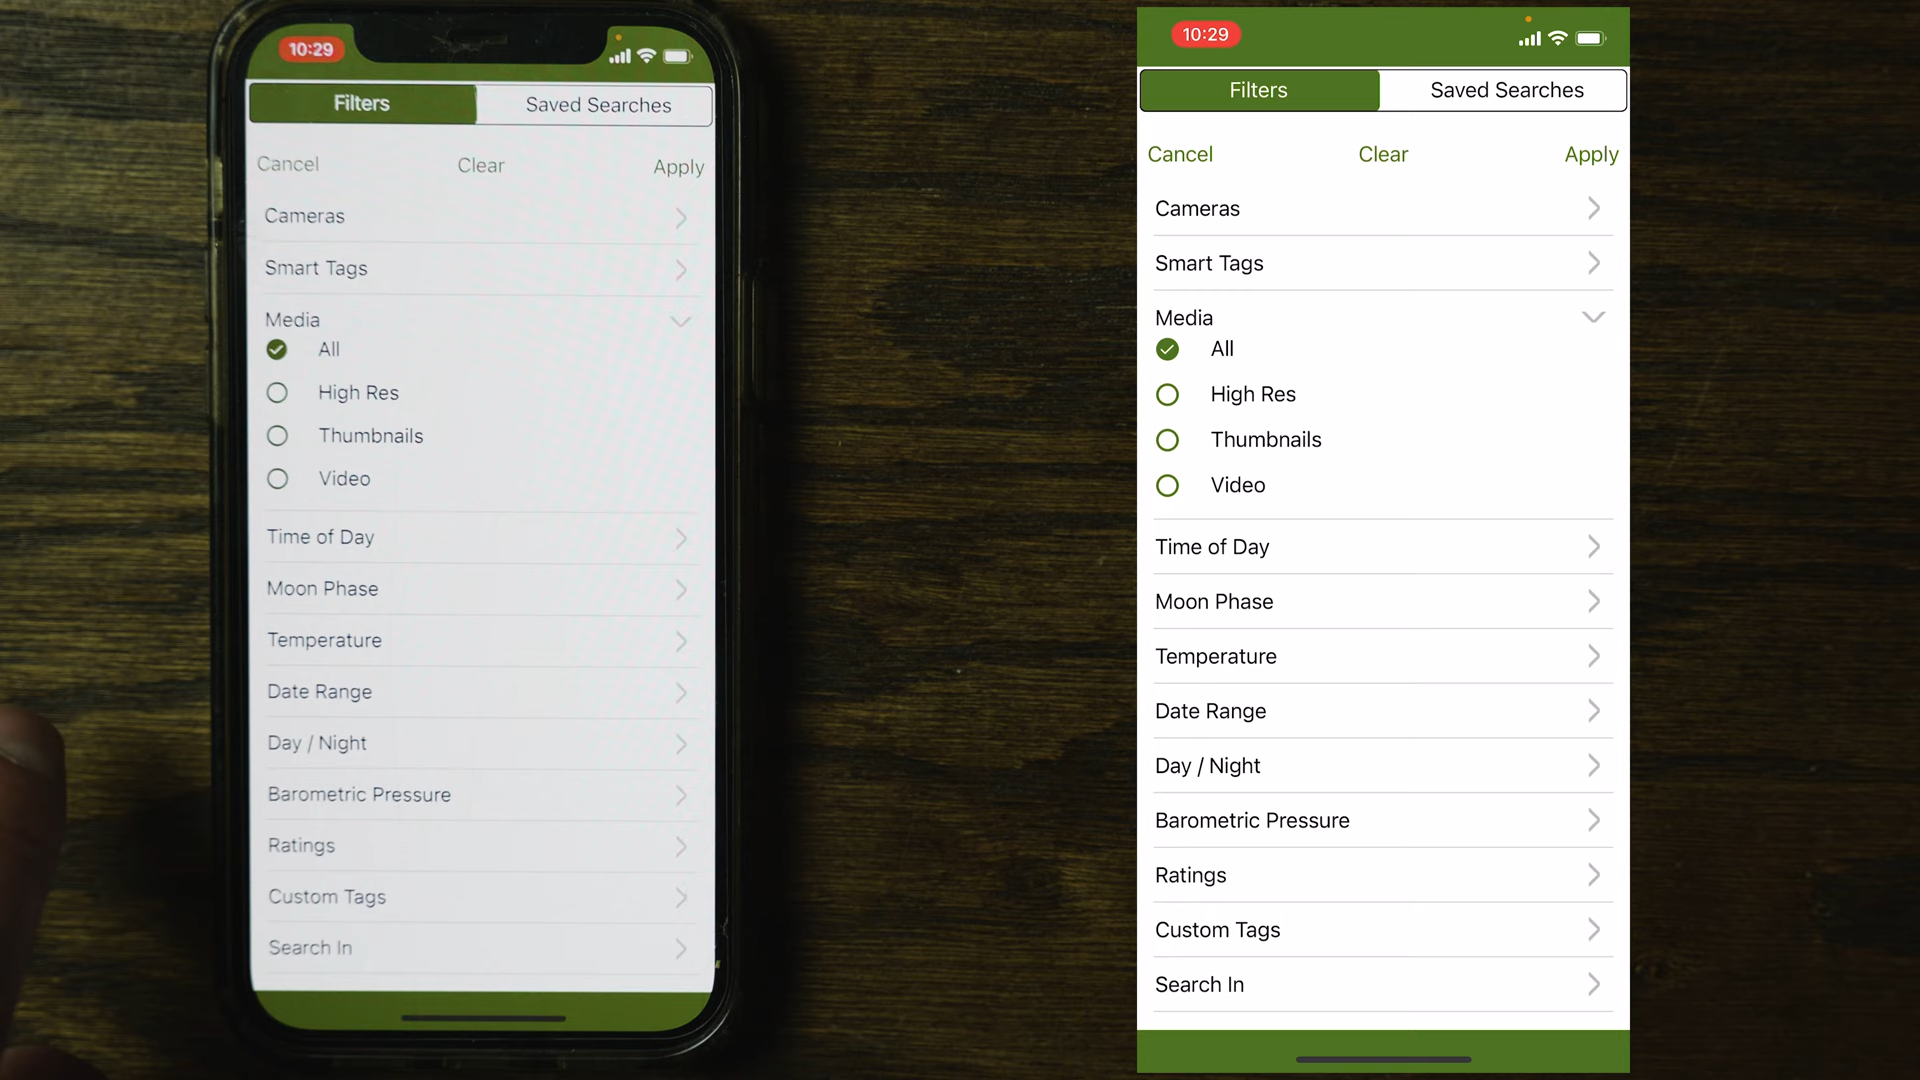 10:29
Filters Saved Searches
Cancel Clear Apply
Cameras
Smart Tags
Media
All
High Res
Thumbnails
Video
Time of Day
Moon Phase
Temperature
Date Range
Day / Night
Barometric Pressure
Ratings
Custom Tags
Search In
10:29
Filters Saved Searches
Cancel Clear Apply
Cameras
Smart Tags
Media
All
High Res
Thumbnails
Video
Time of Day
Moon Phase
Temperature
Date Range
Day / Night
Barometric Pressure
Ratings
Custom Tags
Search In